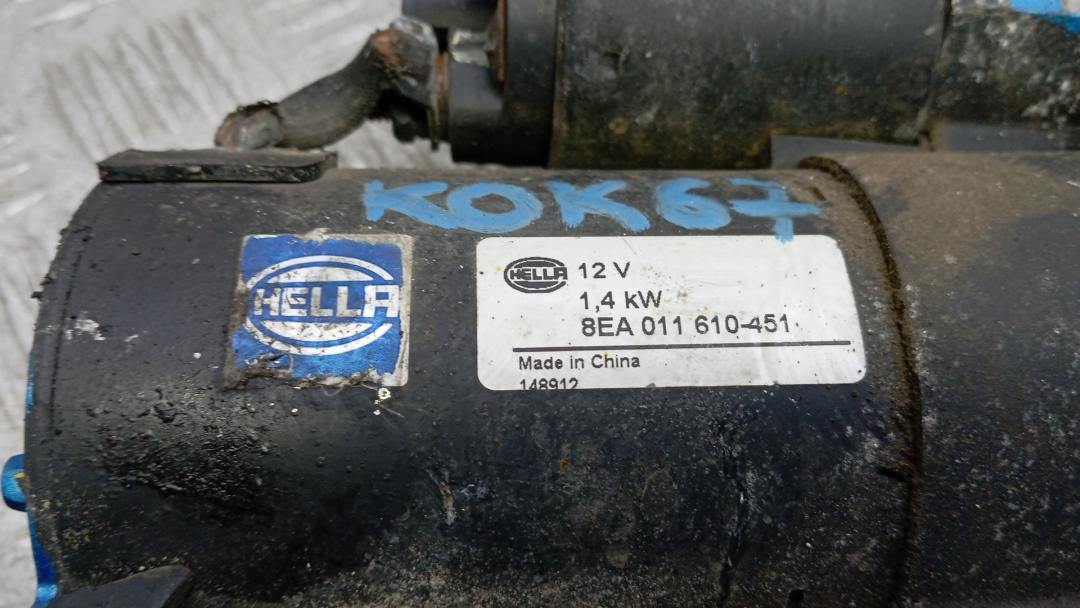 KOK67
HELLA
HELLA 12 V
1,4 kW
8EA 011 610-451
Made in China
148912